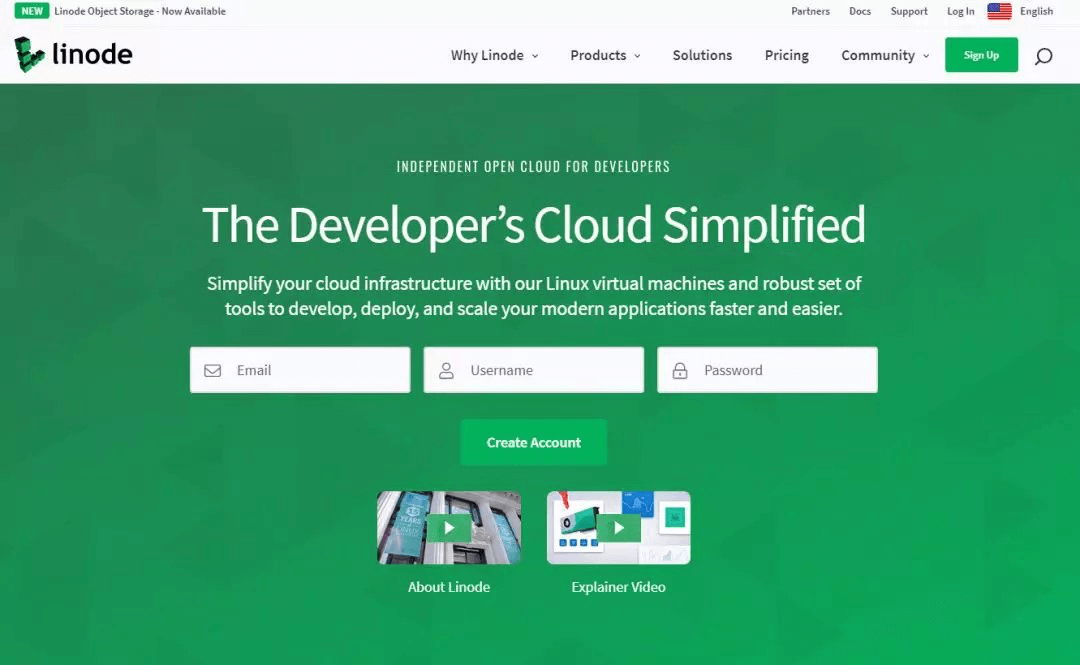 NEW Linode Object Storage - Now Available
Partners Docs Support Log In English
linode
Why Linode Products Solutions Pricing Community Sign Up
INDEPENDENT OPEN CLOUD FOR DEVELOPERS
The Developer’s Cloud Simplified
Simplify your cloud infrastructure with our Linux virtual machines and robust set of
tools to develop, deploy, and scale your modern applications faster and easier.
Email Username Password
Create Account
YEARS
About Linode Explainer Video